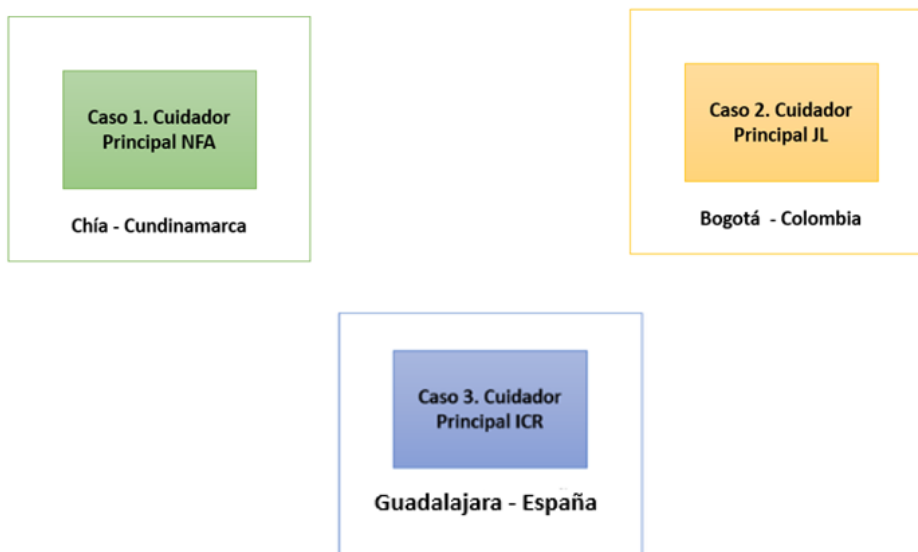 Caso 1. Cuidador
Principal NFA
Chía - Cundinamarca
Caso 2. Cuidador
Principal JL
Bogotá - Colombia
Caso 3. Cuidador
Principal ICR
Guadalajara - España